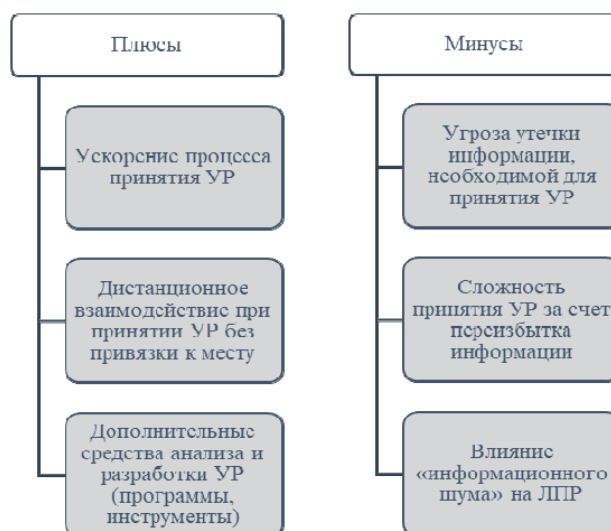 Плюсы
Ускорение процесса
принятия УР
Дистанционное
взаимодействие при
принятии УР без
привязки к месту
Дополнительные
средства анализа и
разработки УР
(программы,
инструменты)
Минусы
Угроза утечки
информации,
необходимой для
принятия УР
Сложность
принятия УР за счет
переизбытка
информации
Влияние
«информационного
шума» на ЛПР